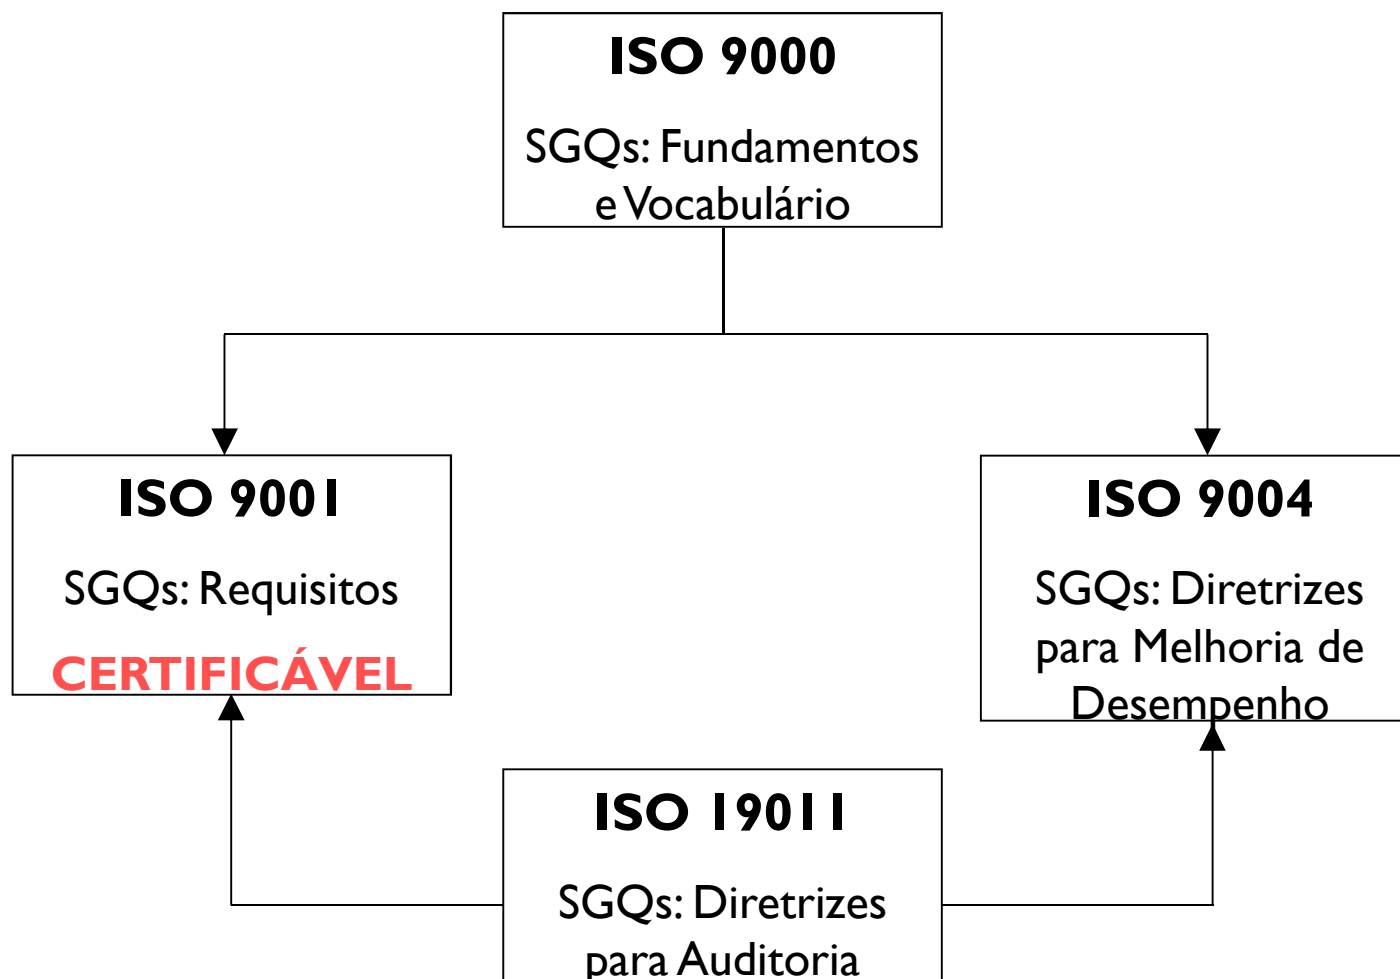 ISO 9000
SGQs: Fundamentos
e Vocabulário
ISO 9001
SGQs: Requisitos
CERTIFICÁVEL
ISO 9004
SGQs: Diretrizes
para Melhoria de
Desempenho
ISO 19011
SGQs: Diretrizes
para Auditoria